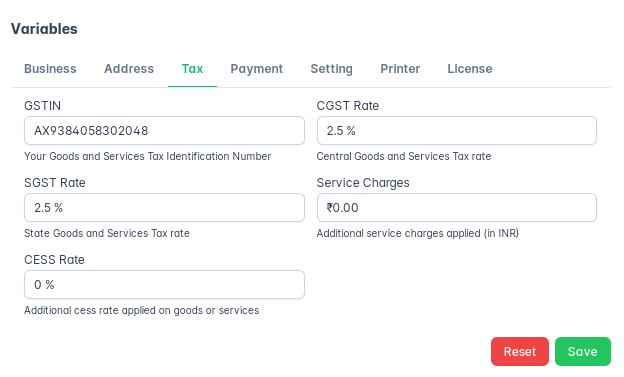 Variables
Business Address Tax Payment Setting Printer License
GSTIN
AX9384058302048
Your Goods and Services Tax Identification Number
CGST Rate
2.5 %
Central Goods and Services Tax rate
SGST Rate
2.5 %
State Goods and Services Tax rate
Service Charges
₹0.00
Additional service charges applied (in INR)
CESS Rate
0 %
Additional cess rate applied on goods or services
Reset Save